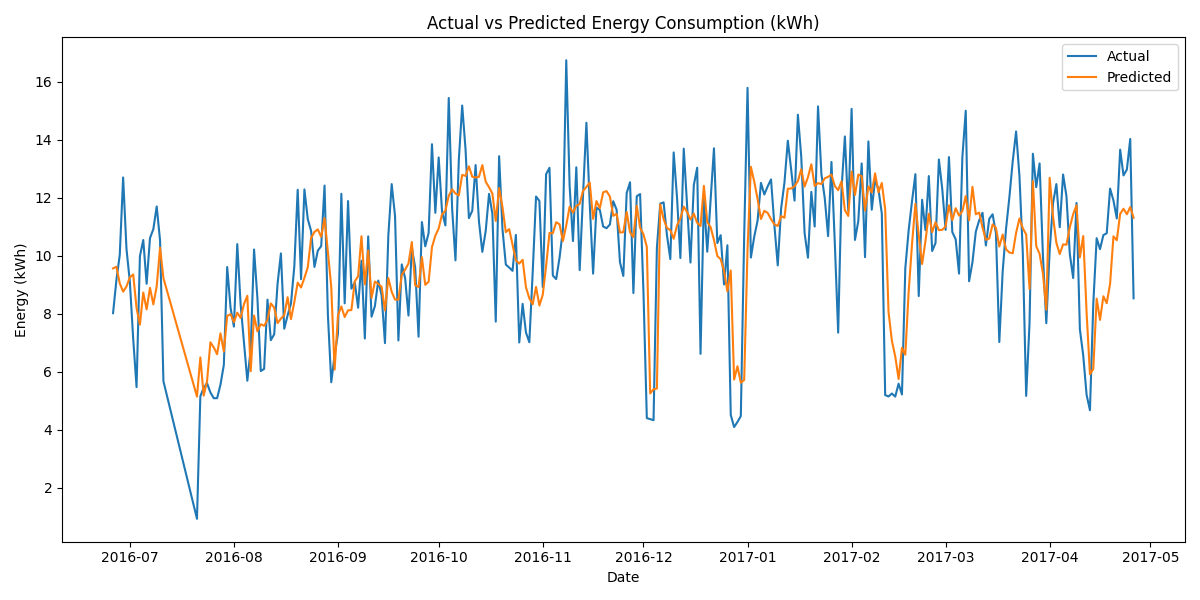 Actual vs Predicted Energy Consumption (kWh)
Actual
Predicted
Energy (kWh)
16
14
12
10
8
6
4
2
2016-07 2016-08 2016-09 2016-10 2016-11 2016-12 2017-01 2017-02 2017-03 2017-04 2017-05
Date